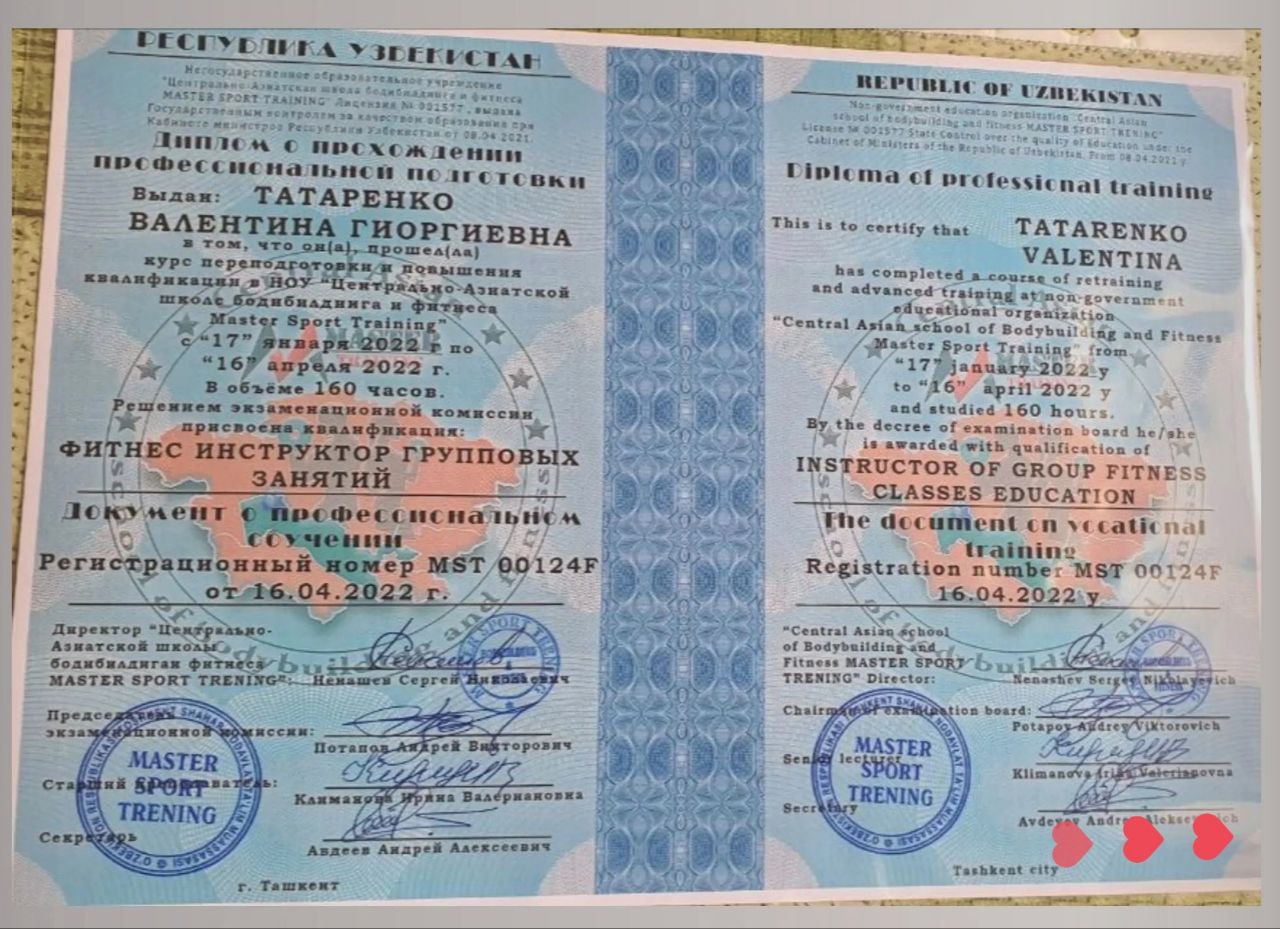 РЕСПУБЛИКА УЗБЕКИСТАН
Негосударственное образовательное учреждение
"Центрально-Азиатская школа бодибилдинга и фитнеса
MASTER SPORT TRAINING" Лицензия № 001577, выдана
Государственным контролем за качеством образования при
Кабинете министров Республики Узбекистан от 08.04.2021.
Диплом о прохождении
профессиональной подготовки
Выдан: ТАТАРЕНКО
ВАЛЕНТИНА ГИОРГИЕВНА
в том, что он(а), прошел(ла)
курс переподготовки и повышения
квалификации в НОУ "Центрально-Азнатской
школе бодибилдинга и фитнеса
Master Sport Training"
с "17" января 2022 г по
"16" апреля 2022 г.
В объёме 160 часов.
Решением экзаменационной комиссии
присвоена квалификация:
ФИТНЕС ИНСТРУКТОР ГРУППОВЫХ
ЗАНЯТИЙ
Документ о профессиональном
соучении
Регистрационный номер MST 00124F
от 16.04.2022 г.
Директор "Центрально-
Азнатской школы
бодибилдиган фитнеса
MASTER SPORT TRENING": Ненашев Сергей Николаевич
Председатель
экзаменационной комиссии:
Потапов Андрей Викторович
Старший преподаватель:
Климанова Ирина Валериановна
Секретарь
Авдеев Андрей Алексеевич
г. Ташкент
MASTER
SPORT
TRENING
REPUBLIC OF UZBEKISTAN
Non-government education organization "Central Asian
school of bodybuilding and fitness MASTER SPORT TRENING"
License № 001577 State Control over the quality of Education under the
Cabinet of Ministers of the Republic of Uzbekistan. From 08.04.2021 y.
Diploma of professional training
This is to certify that TATARENKO
VALENTINA
has completed a course of retraining
and advanced training at non-government
educational organization
"Central Asian school of Bodybuilding and Fitness
Master Sport Training" from
"17" january 2022 y
to "16" april 2022 y
and studied 160 hours.
By the decree of examination board he/she
is awarded with qualification of
INSTRUCTOR OF GROUP FITNESS
CLASSES EDUCATION
The document on vocational
training
Registration number MST 00124F
16.04.2022 y
"Central Asian school
of Bodybuilding and
Fitness MASTER SPORT
TRENING" Director: Nenashev Sergey Nikolayevich
Chairman of examination board:
Potapov Andrey Viktorovich
Senior lecturer
Klimanova Irina Valerianovna
Secretary
Avdeyev Andrey Alekseyevich
Tashkent city
MASTER
SPORT
TRENING